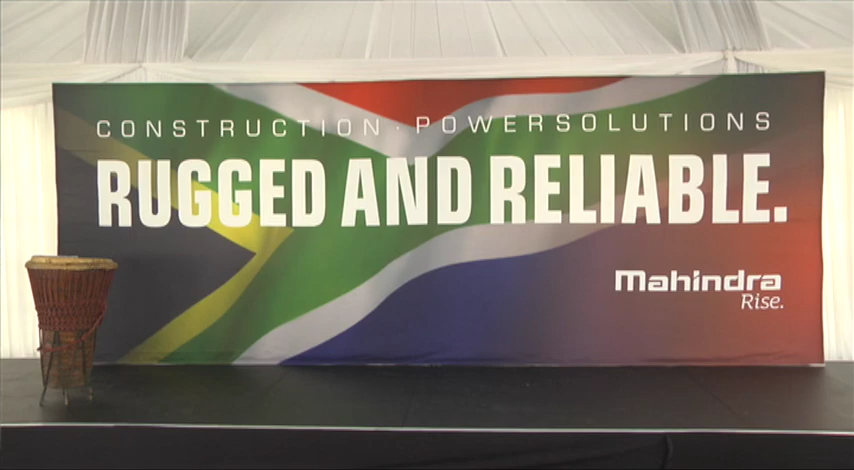 CONSTRUCTION · POWERSOLUTIONS
RUGGED AND RELIABLE.
Mahindra
Rise.